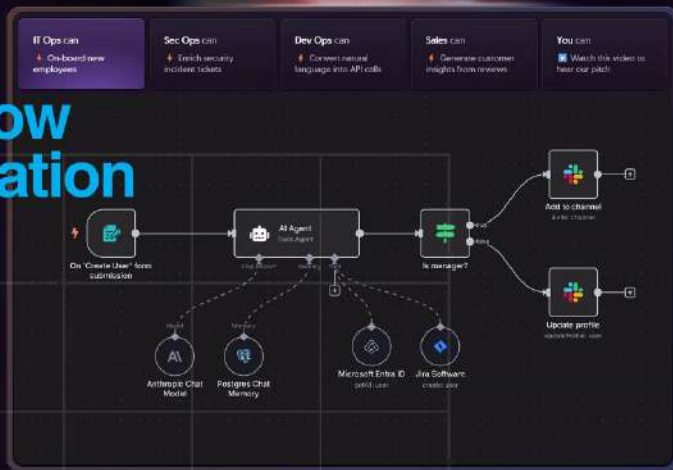 IT Ops can
On-board new
employees
Sec Ops can
Enrich security
incident tickets
Dev Ops can
Convert natural
language into API calls
Sales can
Generate customer
insights from reviews
You can
Watch this video to
hear our pitch
ow
ation
On "Create User" form
submission
AI Agent
Tools Agent
Chat Model*
Memory
Tool
Is manager?
true
false
Add to channel
Update profile
Model
Memory
Anthropic Chat
Model
Postgres Chat
Memory
Microsoft Entra ID
getAll: user
Jira Software
create: user